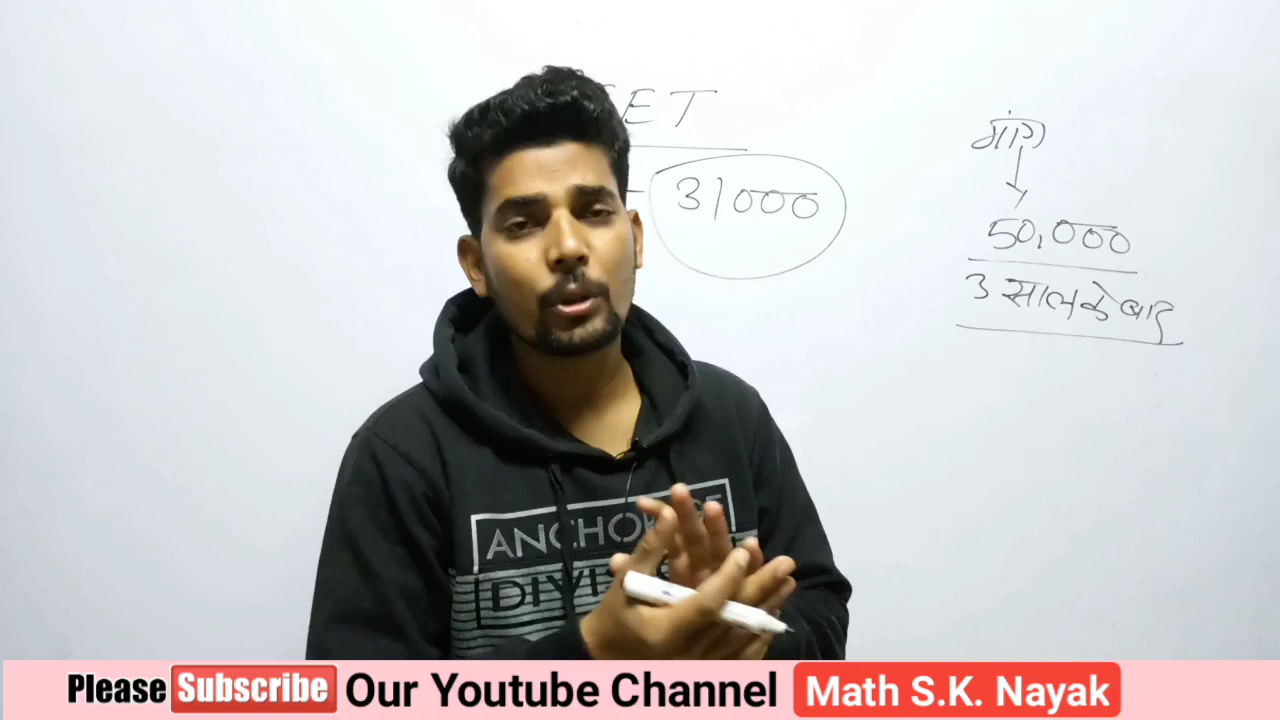 ET
31000
मांग
50,000
3 साल के बाद
ANCHO
DIVI
Please Subscribe Our Youtube Channel Math S.K. Nayak